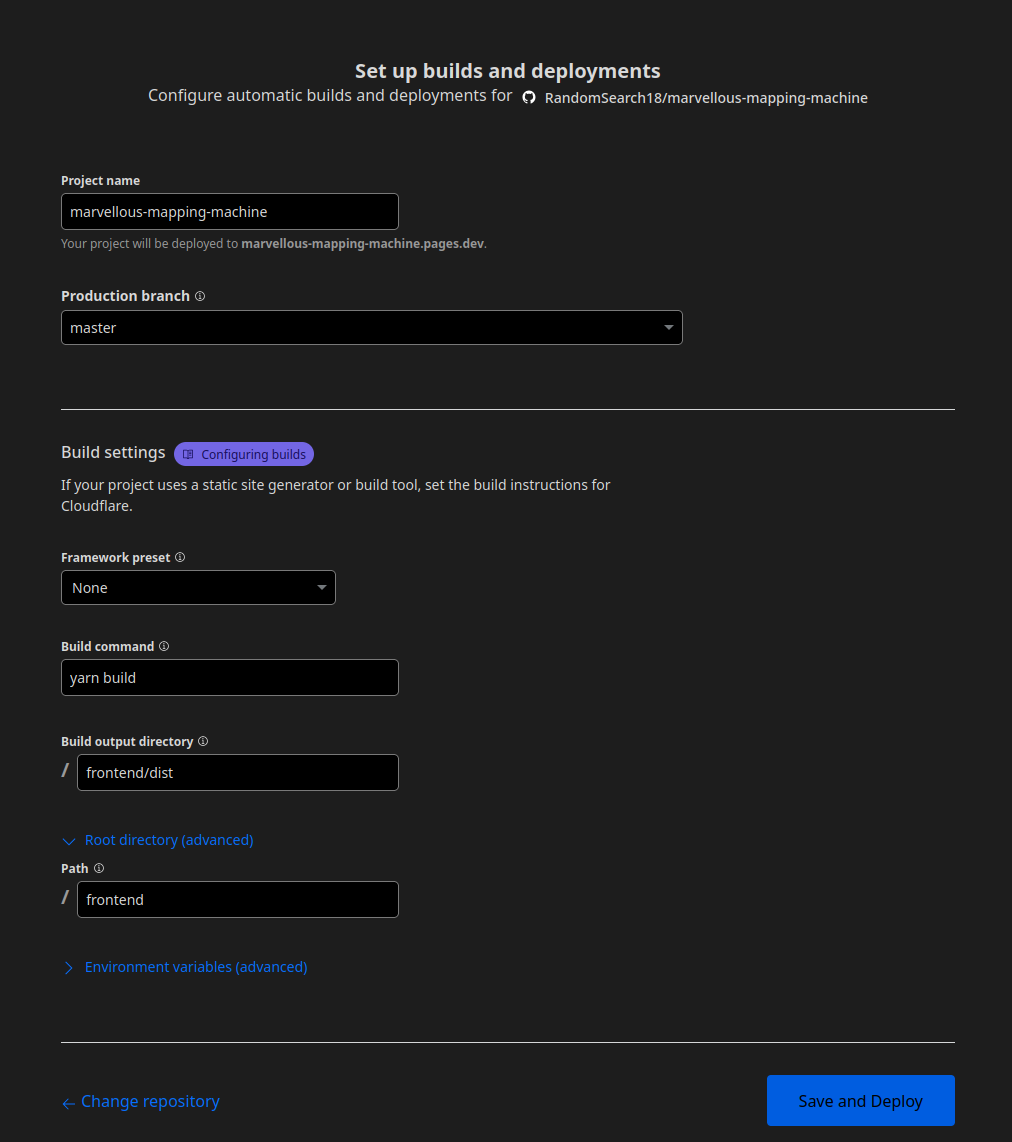 Set up builds and deployments
Configure automatic builds and deployments for RandomSearch18/marvellous-mapping-machine
Project name
marvellous-mapping-machine
Your project will be deployed to marvellous-mapping-machine.pages.dev.
Production branch
master
Build settings Configuring builds
If your project uses a static site generator or build tool, set the build instructions for
Cloudflare.
Framework preset
None
Build command
yarn build
Build output directory
/ frontend/dist
Root directory (advanced)
Path
/ frontend
Environment variables (advanced)
← Change repository
Save and Deploy